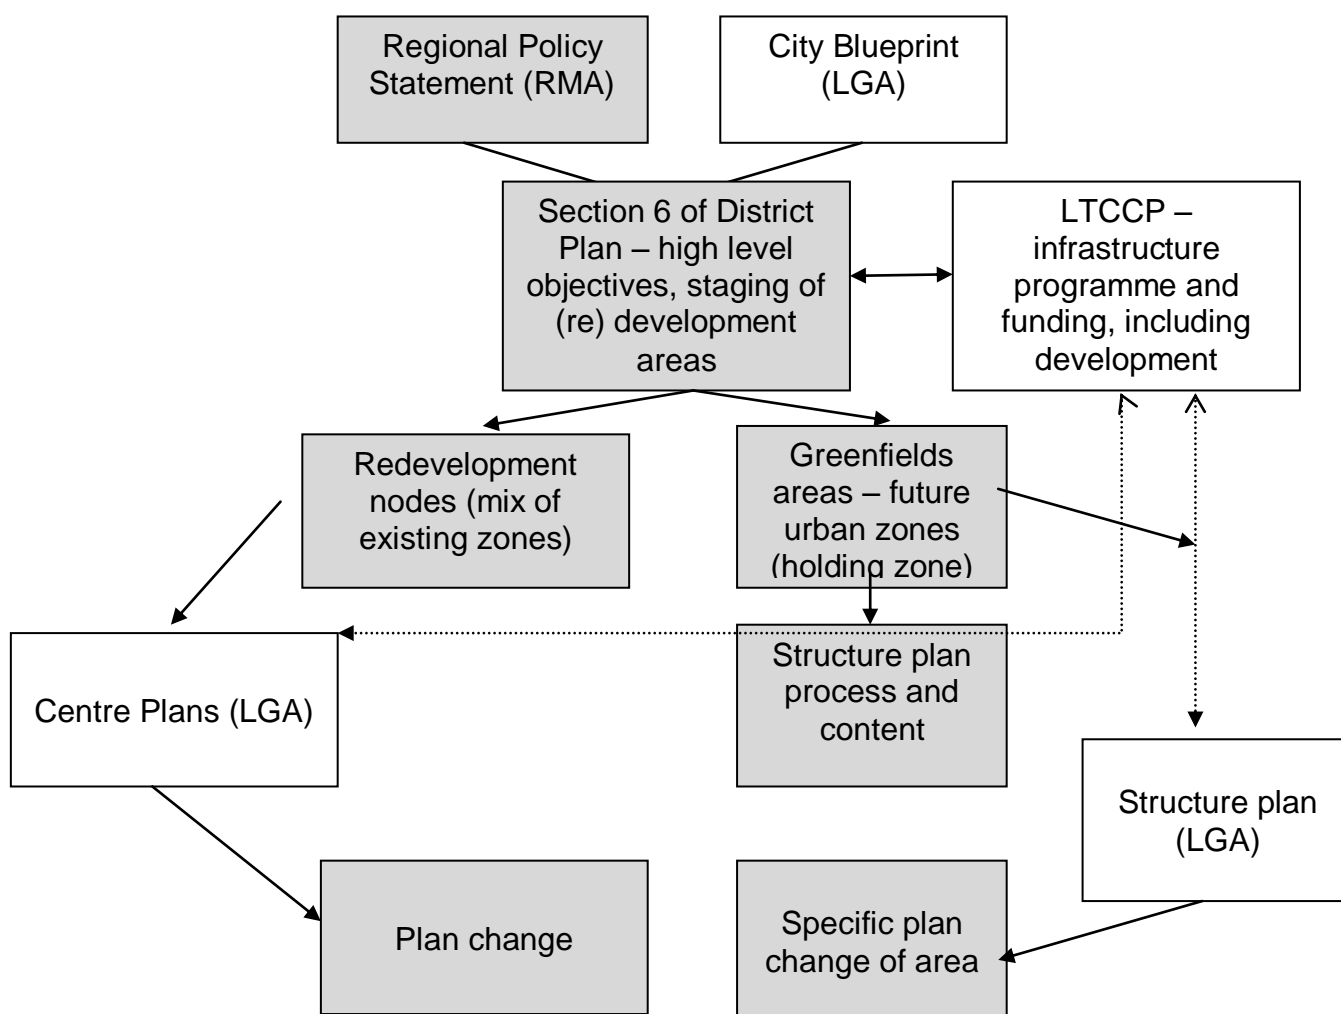 Regional Policy
Statement (RMA)
City Blueprint
(LGA)
Section 6 of District
Plan – high level
objectives, staging of
(re) development
areas
LTCCP –
infrastructure
programme and
funding, including
development
Redevelopment
nodes (mix of
existing zones)
Greenfields
areas – future
urban zones
(holding zone)
Centre Plans (LGA)
Structure plan
process and
content
Structure plan
(LGA)
Plan change
Specific plan
change of area